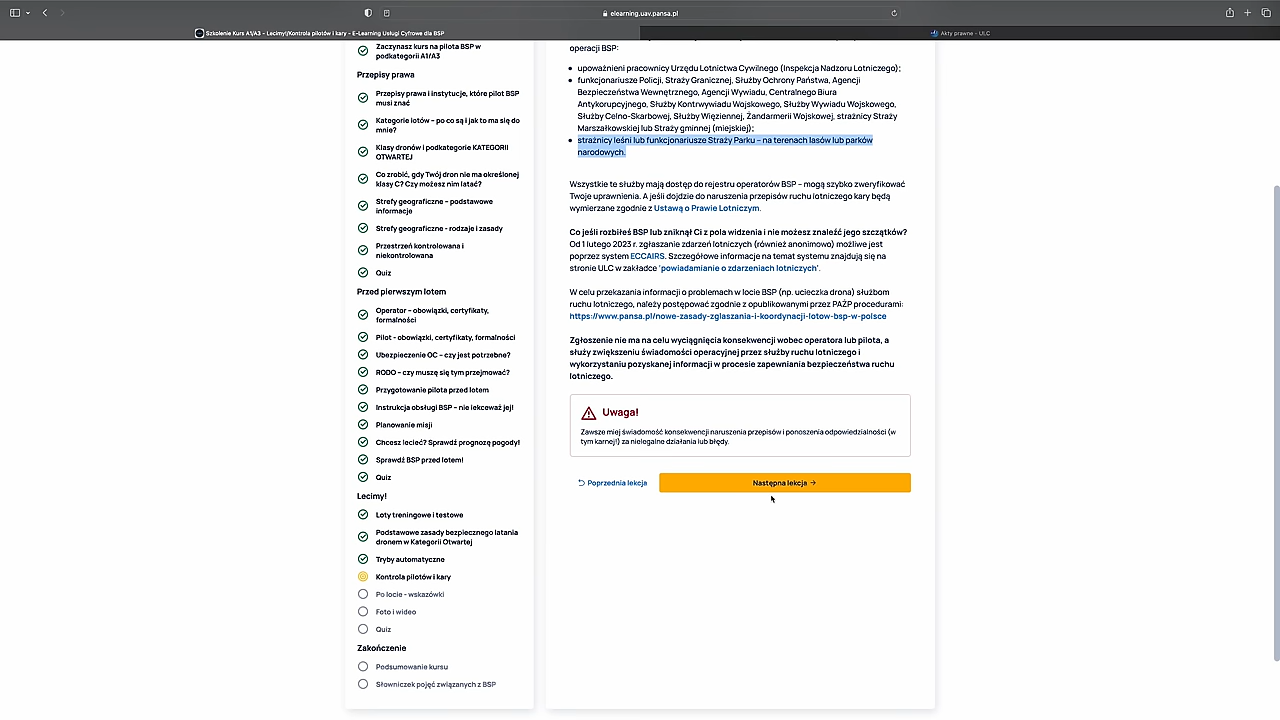 elearning.uav.pansa.pl
Szkolenie Kurs A1/A3 – Lecimy!/Kontrola pilotów i kary – E-Learning Usługi Cyfrowe dla BSP
Akty prawne – ULC
Zaczynasz kurs na pilota BSP w
podkategorii A1/A3
Przepisy prawa
Przepisy prawa i instytucje, które pilot BSP
musi znać
Kategorie lotów – po co są i jak to ma się do
mnie?
Klasy dronów i podkategorie KATEGORII
OTWARTEJ
Co zrobić, gdy Twój dron nie ma określonej
klasy C? Czy możesz nim latać?
Strefy geograficzne – podstawowe
informacje
Strefy geograficzne - rodzaje i zasady
Przestrzeń kontrolowana i
niekontrolowana
Quiz
Przed pierwszym lotem
Operator – obowiązki, certyfikaty,
formalności
Pilot - obowiązki, certyfikaty, formalności
Ubezpieczenie OC – czy jest potrzebne?
RODO – czy muszę się tym przejmować?
Przygotowanie pilota przed lotem
Instrukcja obsługi BSP – nie lekceważ jej!
Planowanie misji
Chcesz lecieć? Sprawdź prognozę pogody!
Sprawdź BSP przed lotem!
Quiz
Lecimy!
Loty treningowe i testowe
Podstawowe zasady bezpiecznego latania
dronem w Kategorii Otwartej
Tryby automatyczne
Kontrola pilotów i kary
Po locie - wskazówki
Foto i wideo
Quiz
Zakończenie
Podsumowanie kursu
Słowniczek pojęć związanych z BSP
operacji BSP:
upoważnieni pracownicy Urzędu Lotnictwa Cywilnego (Inspekcja Nadzoru Lotniczego);
funkcjonariusze Policji, Straży Granicznej, Służby Ochrony Państwa, Agencji
Bezpieczeństwa Wewnętrznego, Agencji Wywiadu, Centralnego Biura
Antykorupcyjnego, Służby Kontrwywiadu Wojskowego, Służby Wywiadu Wojskowego,
Służby Celno-Skarbowej, Służby Więziennej, Żandarmerii Wojskowej, strażnicy Straży
Marszałkowskiej lub Straży gminnej (miejskiej);
strażnicy leśni lub funkcjonariusze Straży Parku – na terenach lasów lub parków
narodowych.
Wszystkie te służby mają dostęp do rejestru operatorów BSP – mogą szybko zweryfikować
Twoje uprawnienia. A jeśli dojdzie do naruszenia przepisów ruchu lotniczego kary będą
wymierzane zgodnie z Ustawą o Prawie Lotniczym.
Co jeśli rozbiłeś BSP lub zniknął Ci z pola widzenia i nie możesz znaleźć jego szczątków?
Od 1 lutego 2023 r. zgłaszanie zdarzeń lotniczych (również anonimowo) możliwe jest
poprzez system ECCAIRS. Szczegółowe informacje na temat systemu znajdują się na
stronie ULC w zakładce 'powiadamianie o zdarzeniach lotniczych'.
W celu przekazania informacji o problemach w locie BSP (np. ucieczka drona) służbom
ruchu lotniczego, należy postępować zgodnie z opublikowanymi przez PAŻP procedurami:
https://www.pansa.pl/nowe-zasady-zglaszania-i-koordynacji-lotow-bsp-w-polsce
Zgłoszenie nie ma na celu wyciągnięcia konsekwencji wobec operatora lub pilota, a
służy zwiększeniu świadomości operacyjnej przez służby ruchu lotniczego i
wykorzystaniu pozyskanej informacji w procesie zapewniania bezpieczeństwa ruchu
lotniczego.
Uwaga!
Zawsze miej świadomość konsekwencji naruszenia przepisów i ponoszenia odpowiedzialności (w
tym karnej!) za nielegalne działania lub błędy.
Poprzednia lekcja
Następna lekcja →